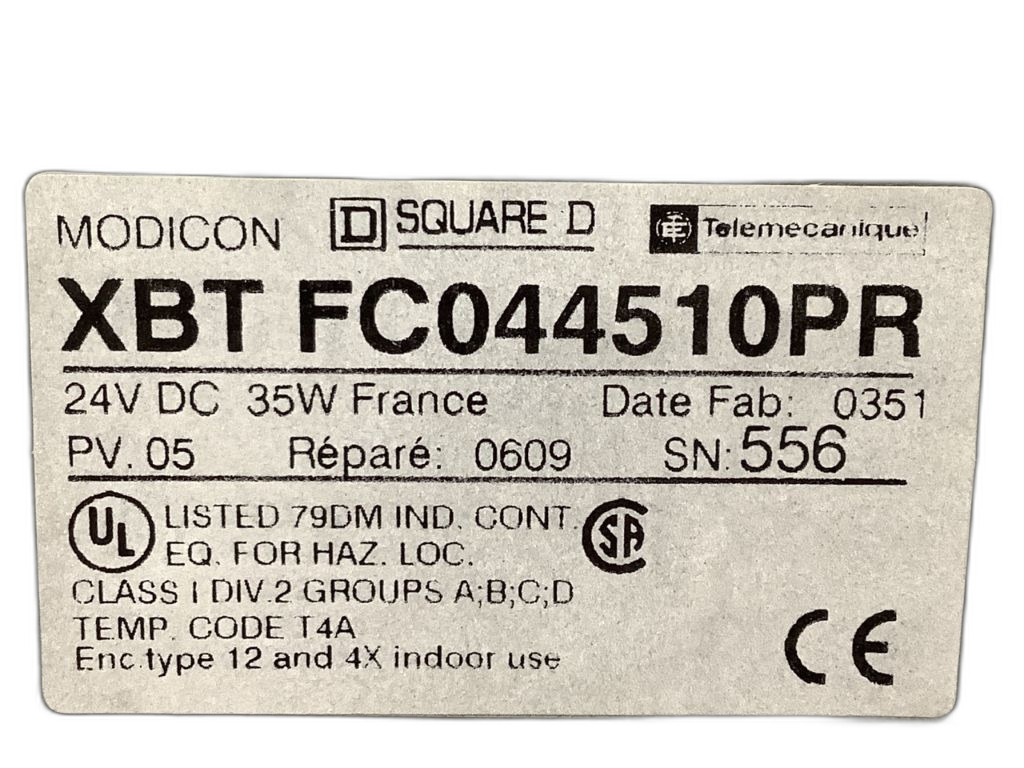 MODICON D SQUARE D TE Telemecanique
XBT FC044510PR
24V DC 35W France Date Fab: 0351
PV. 05 Réparé: 0609 SN: 556
UL LISTED 79DM IND. CONT. SA
EQ. FOR HAZ. LOC.
CLASS I DIV.2 GROUPS A;B;C;D
TEMP. CODE T4A
Enc.type 12 and 4X indoor use
CE